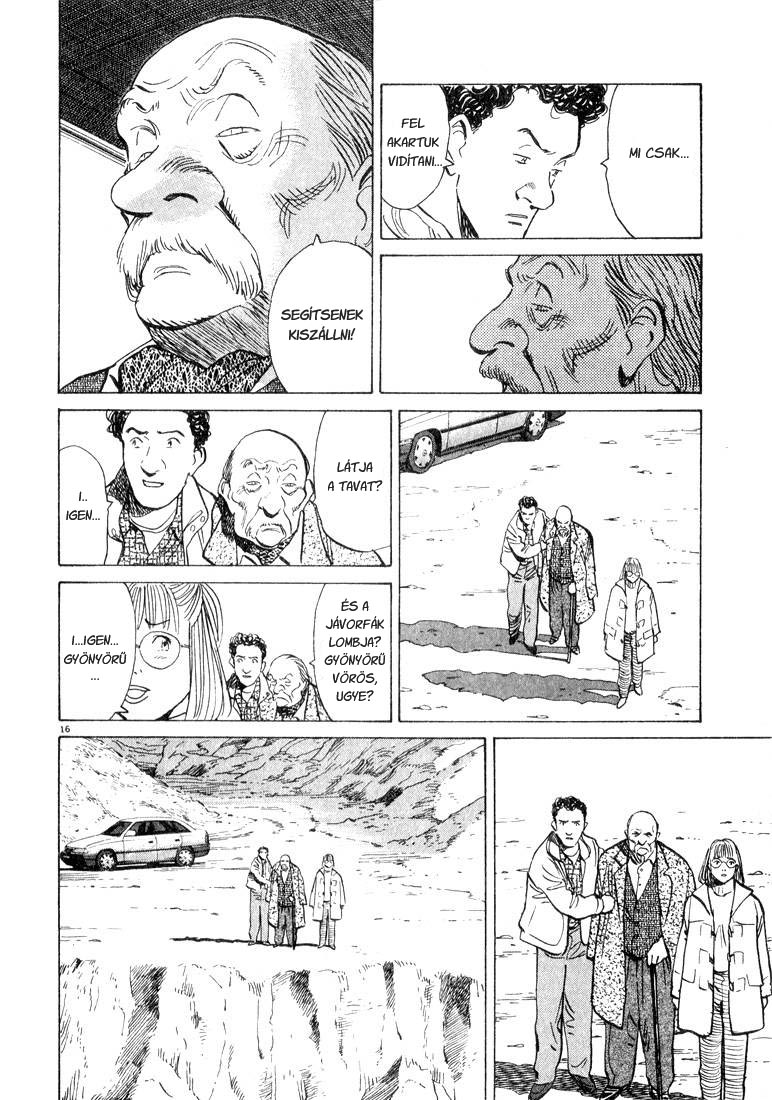 MI CSAK...
FEL
AKARTUK
VIDÍTANI...
SEGÍTSENEK
KISZÁLLNI!
LÁTJA
A TAVAT?
I..
IGEN...
ÉS A
JÁVORFÁK
LOMBJA?
GYÖNYÖRŰ
VÖRÖS,
UGYE?
I...IGEN...
GYÖNYÖRŰ
...
16